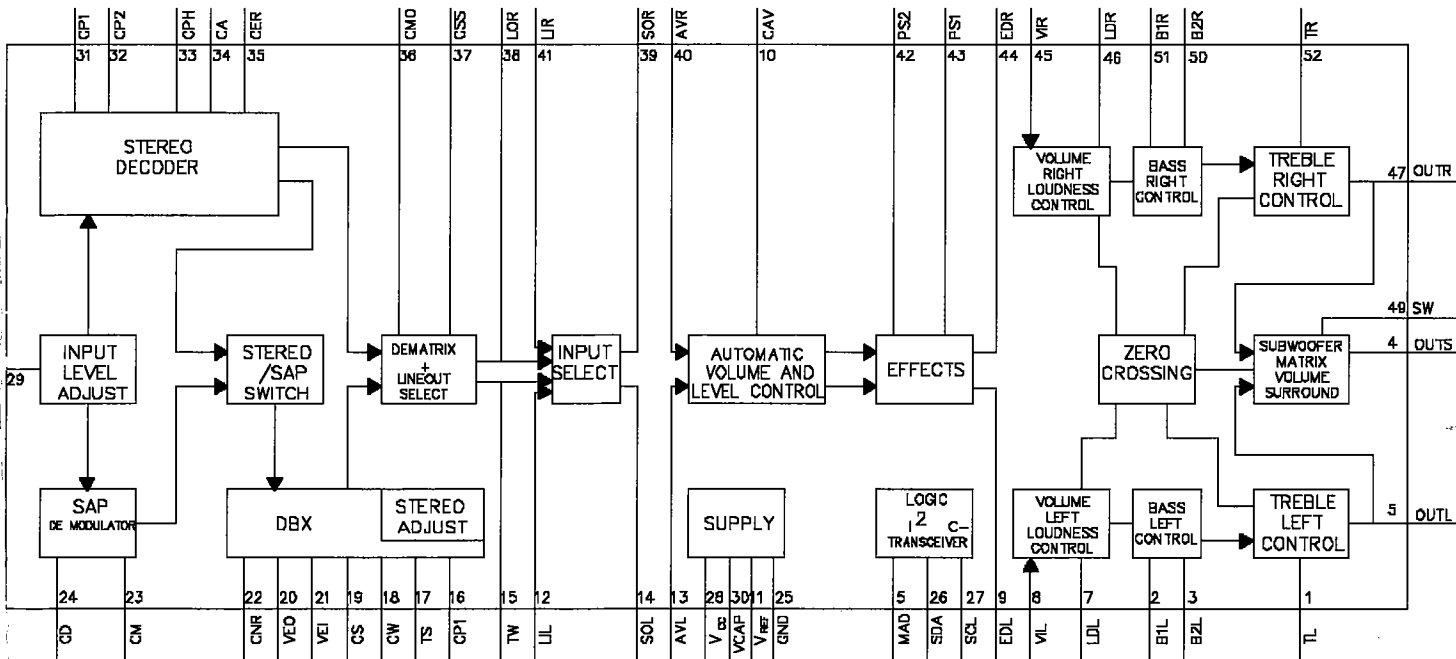 CP1 CP2 CPH CA CER CMO CSS LOR LIR SOR AVR CAV PS2 PS1 EDR VIR LDR B1R B2R TR
31 32 33 34 35 36 37 38 41 39 40 10 42 43 44 45 46 51 50 52
STEREO
DECODER
VOLUME
RIGHT
LOUDNESS
CONTROL
BASS
RIGHT
CONTROL
TREBLE
RIGHT
CONTROL
47 OUTR
49 SW
4 OUTS
29
INPUT
LEVEL
ADJUST
STEREO
/SAP
SWITCH
DEMATRIX
+
LINEOUT
SELECT
INPUT
SELECT
AUTOMATIC
VOLUME AND
LEVEL CONTROL
EFFECTS
ZERO
CROSSING
SUBWOOFER
MATRIX
VOLUME
SURROUND
SAP
DE MODULATOR
DBX
STEREO
ADJUST
SUPPLY
LOGIC
I2 C-
TRANSCEIVER
VOLUME
LEFT
LOUDNESS
CONTROL
BASS
LEFT
CONTROL
TREBLE
LEFT
CONTROL
5 OUTL
24 23 22 20 21 19 18 17 16 15 12 14 13 28 30 11 25 5 26 27 9 8 7 2 3 1
GD CM CNR VEO VEI CS CW TS CP1 TW LIL SOL AVL VCC VCAP VREF GND MAD SDA SCL EDL VIL LDL B1L B2L TL